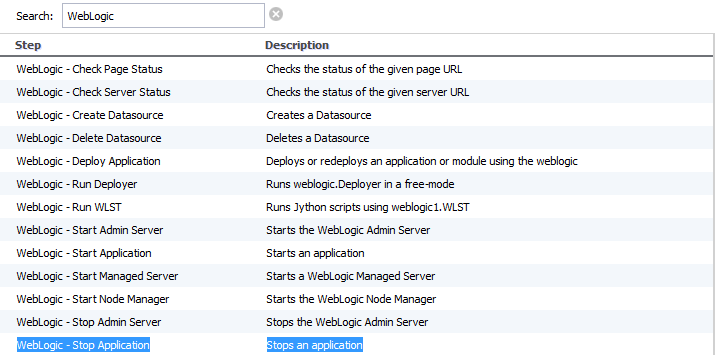 Search: WebLogic
Step Description
WebLogic - Check Page Status Checks the status of the given page URL
WebLogic - Check Server Status Checks the status of the given server URL
WebLogic - Create Datasource Creates a Datasource
WebLogic - Delete Datasource Deletes a Datasource
WebLogic - Deploy Application Deploys or redeploys an application or module using the weblogic
WebLogic - Run Deployer Runs weblogic.Deployer in a free-mode
WebLogic - Run WLST Runs Jython scripts using weblogic1.WLST
WebLogic - Start Admin Server Starts the WebLogic Admin Server
WebLogic - Start Application Starts an application
WebLogic - Start Managed Server Starts a WebLogic Managed Server
WebLogic - Start Node Manager Starts the WebLogic Node Manager
WebLogic - Stop Admin Server Stops the WebLogic Admin Server
WebLogic - Stop Application Stops an application